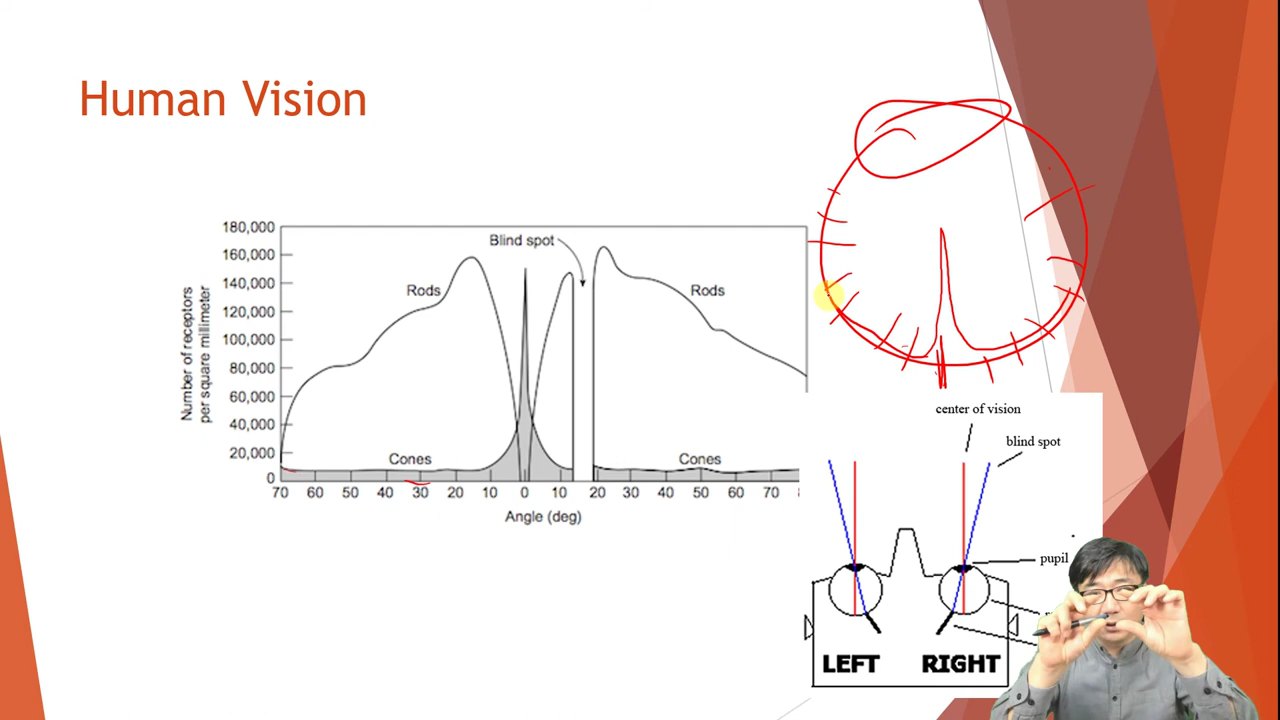 Human Vision
180,000
160,000
140,000
120,000
100,000
80,000
60,000
40,000
20,000
0
Number of receptors
per square millimeter
Blind spot
Rods
Rods
Cones
Cones
70 60 50 40 30 20 10 0 10 20 30 40 50 60 70
Angle (deg)
center of vision
blind spot
pupil
LEFT
RIGHT